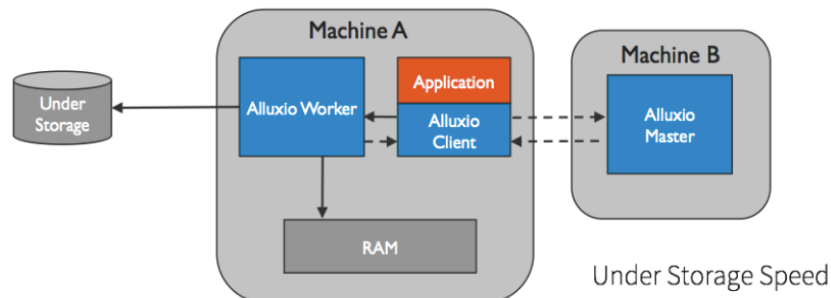 Machine A
Machine B
Under
Storage
Alluxio Worker
Application
Alluxio
Client
Alluxio
Master
RAM
Under Storage Speed